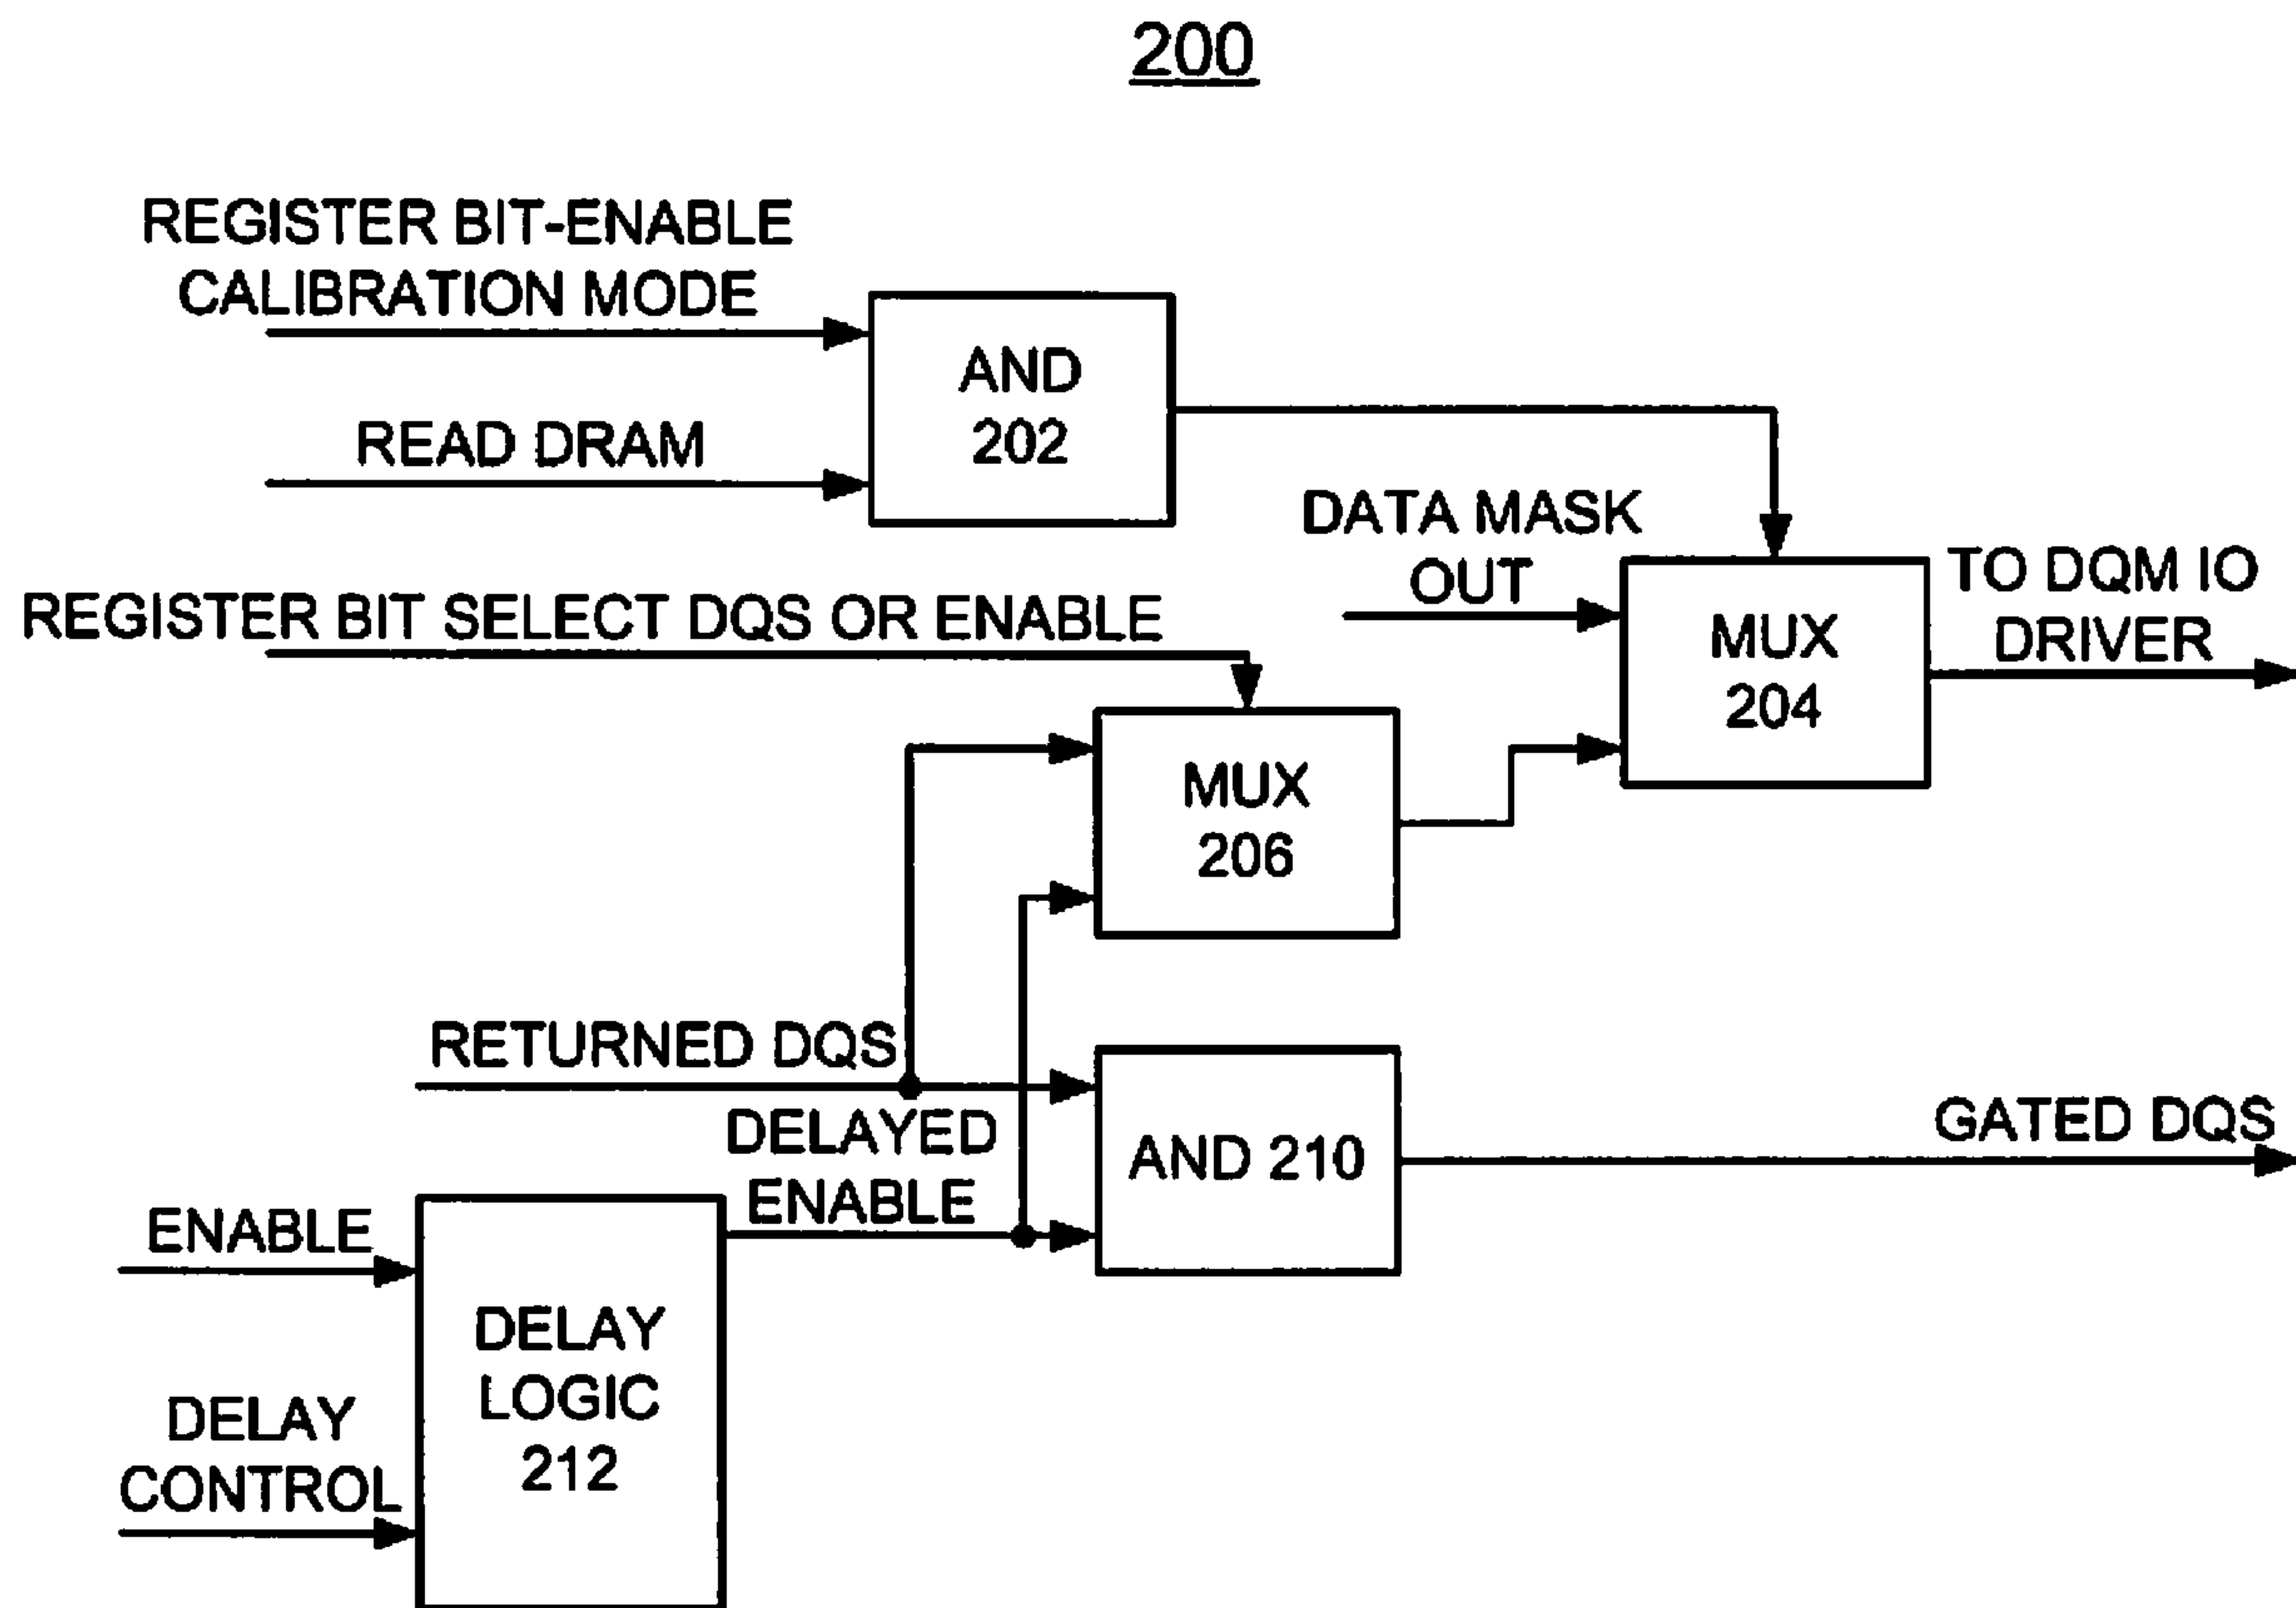 200
REGISTER BIT-ENABLE
CALIBRATION MODE
READ DRAM
AND
202
DATA MASK
OUT
REGISTER BIT SELECT DQS OR ENABLE
MUX
204
TO DQM IO
DRIVER
MUX
206
RETURNED DQS
DELAYED
ENABLE
AND 210
GATED DQS
ENABLE
DELAY
CONTROL
DELAY
LOGIC
212